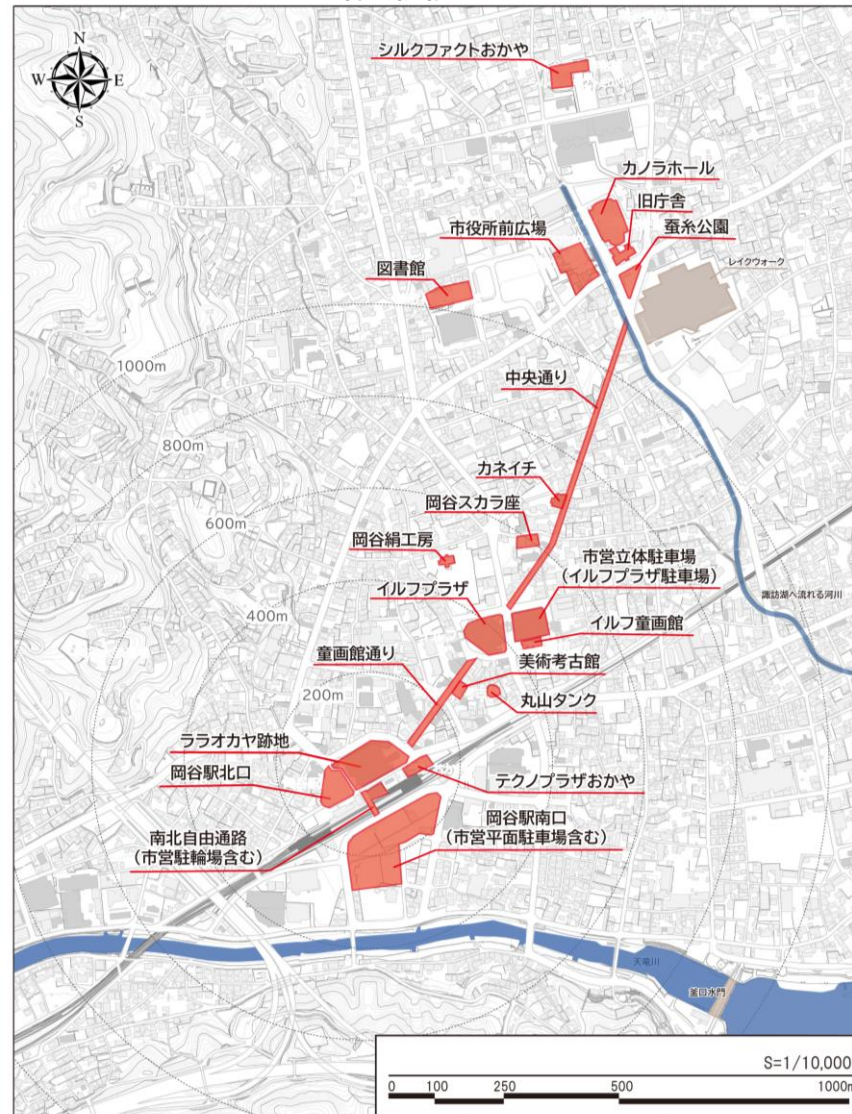 N
W
E
S
シルクファクトおかや
カノラホール
旧庁舎
市役所前広場
蚕糸公園
図書館
レイクウォーク
1000m
中央通り
800m
カネイチ
600m
岡谷スカラ座
岡谷絹工房
市営立体駐車場
(イルフプラザ駐車場)
イルフプラザ
諏訪湖へ流れる河川
400m
イルフ童画館
童画館通り
美術考古館
200m
丸山タンク
ララオカヤ跡地
岡谷駅北口
テクノプラザおかや
南北自由通路
(市営駐輪場含む)
岡谷駅南口
(市営平面駐車場含む)
天竜川
釜口水門
S=1/10,000
0 100 250 500 1000m